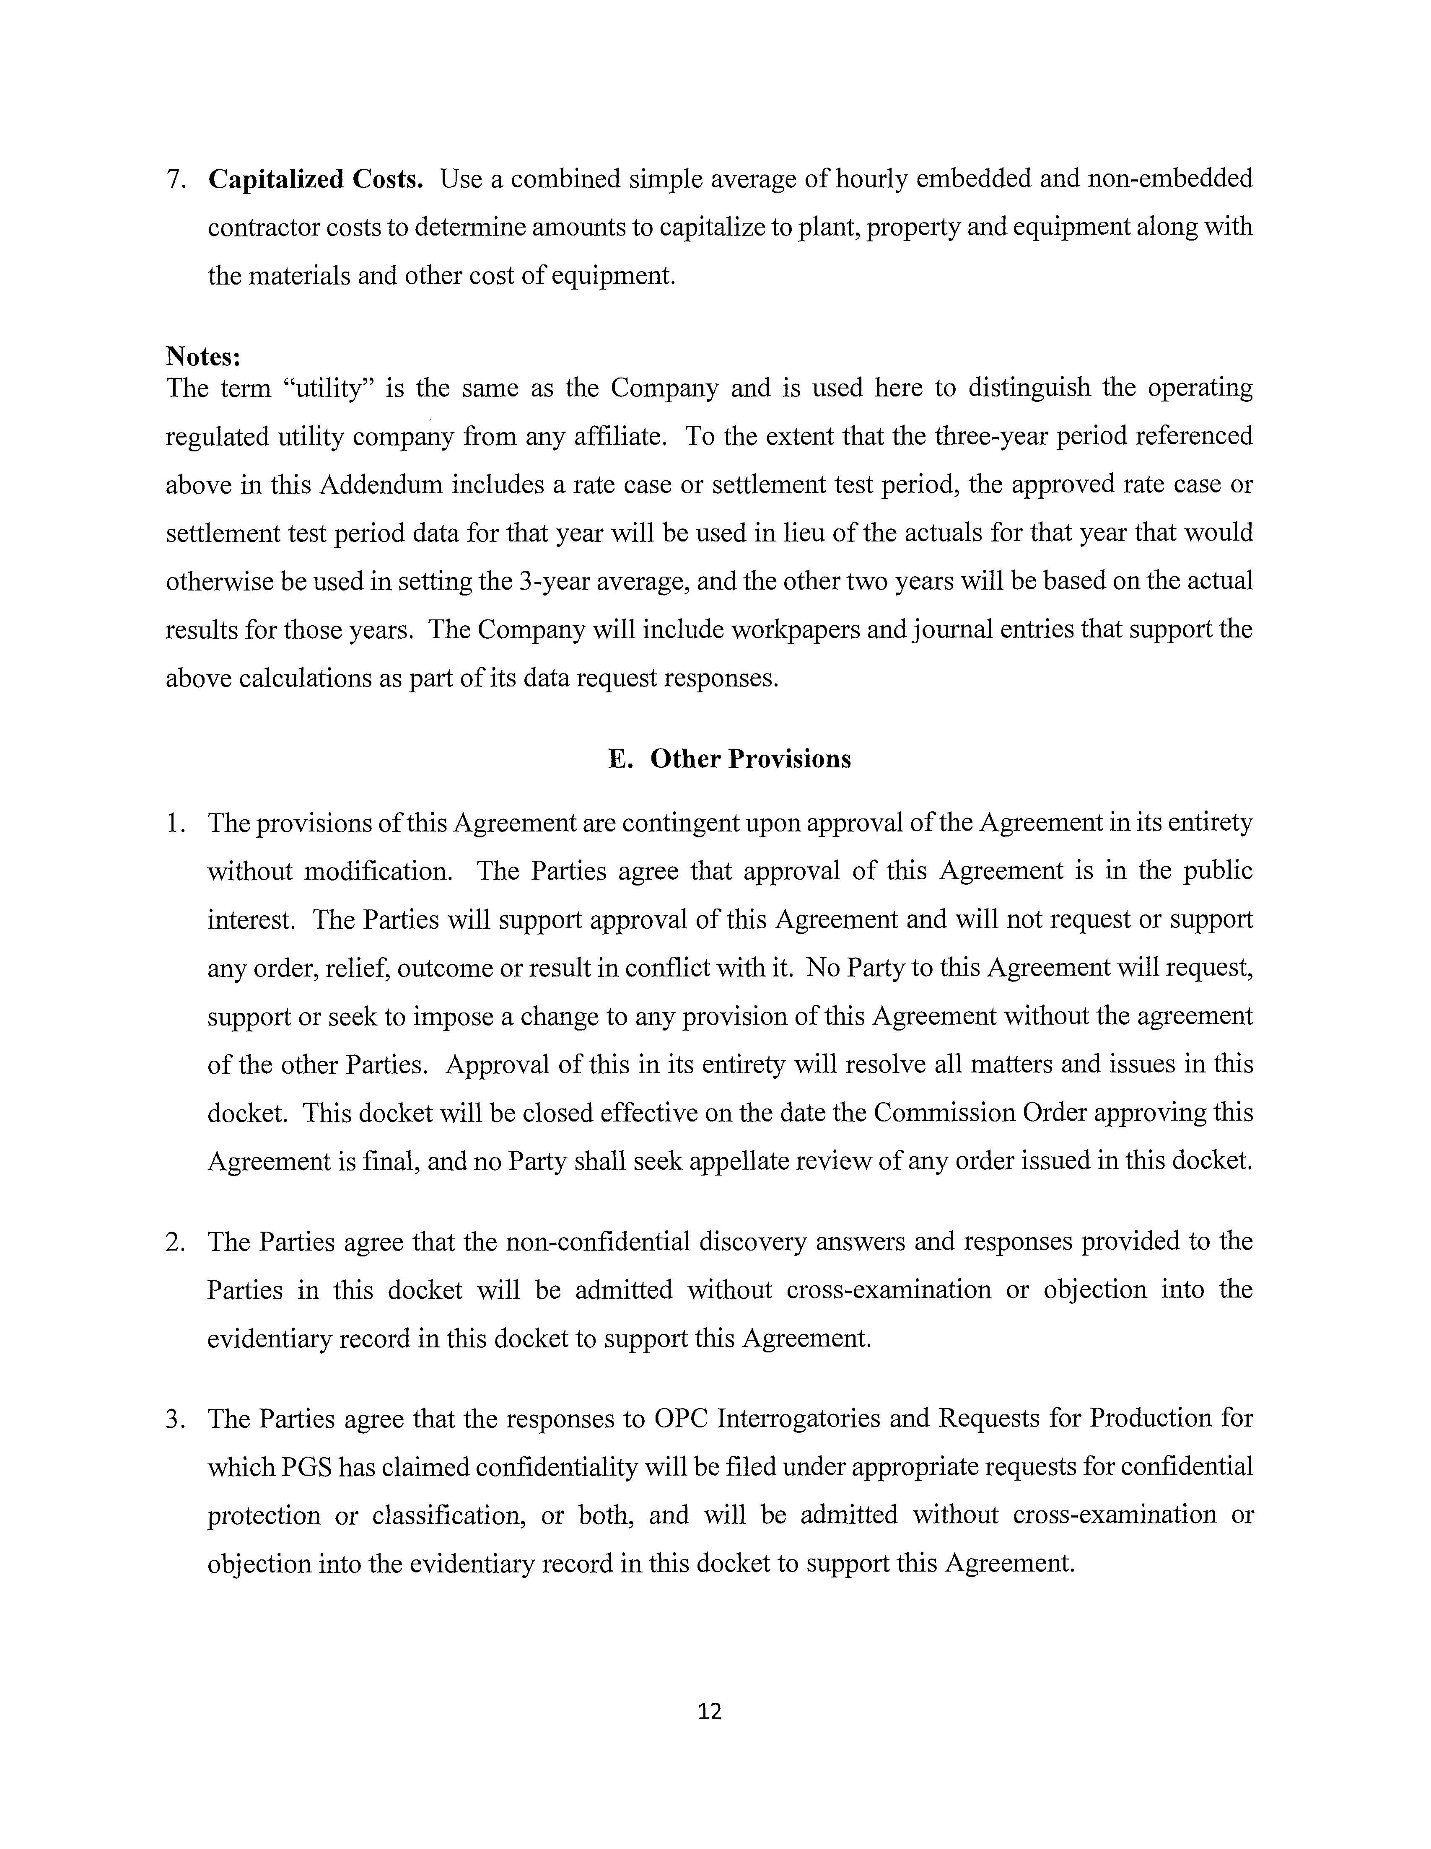 7. Capitalized Costs. Use a combined simple average of hourly embedded and non-embedded
contractor costs to determine amounts to capitalize to plant, property and equipment along with
the materials and other cost of equipment.
Notes:
The term “utility” is the same as the Company and is used here to distinguish the operating
regulated utility company from any affiliate. To the extent that the three-year period referenced
above in this Addendum includes a rate case or settlement test period, the approved rate case or
settlement test period data for that year will be used in lieu of the actuals for that year that would
otherwise be used in setting the 3-year average, and the other two years will be based on the actual
results for those years. The Company will include workpapers and journal entries that support the
above calculations as part of its data request responses.
E. Other Provisions
1. The provisions of this Agreement are contingent upon approval of the Agreement in its entirety
without modification. The Parties agree that approval of this Agreement is in the public
interest. The Parties will support approval of this Agreement and will not request or support
any order, relief, outcome or result in conflict with it. No Party to this Agreement will request,
support or seek to impose a change to any provision of this Agreement without the agreement
of the other Parties. Approval of this in its entirety will resolve all matters and issues in this
docket. This docket will be closed effective on the date the Commission Order approving this
Agreement is final, and no Party shall seek appellate review of any order issued in this docket.
2. The Parties agree that the non-confidential discovery answers and responses provided to the
Parties in this docket will be admitted without cross-examination or objection into the
evidentiary record in this docket to support this Agreement.
3. The Parties agree that the responses to OPC Interrogatories and Requests for Production for
which PGS has claimed confidentiality will be filed under appropriate requests for confidential
protection or classification, or both, and will be admitted without cross-examination or
objection into the evidentiary record in this docket to support this Agreement.
12